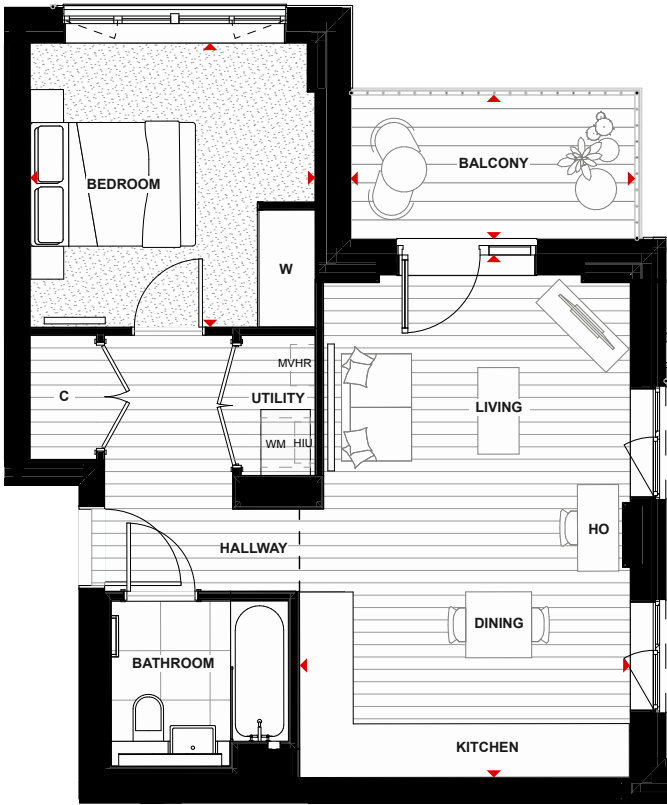 BALCONY
BEDROOM
W
MVHR
C
UTILITY
LIVING
WM
HIU
HO
HALLWAY
DINING
BATHROOM
KITCHEN